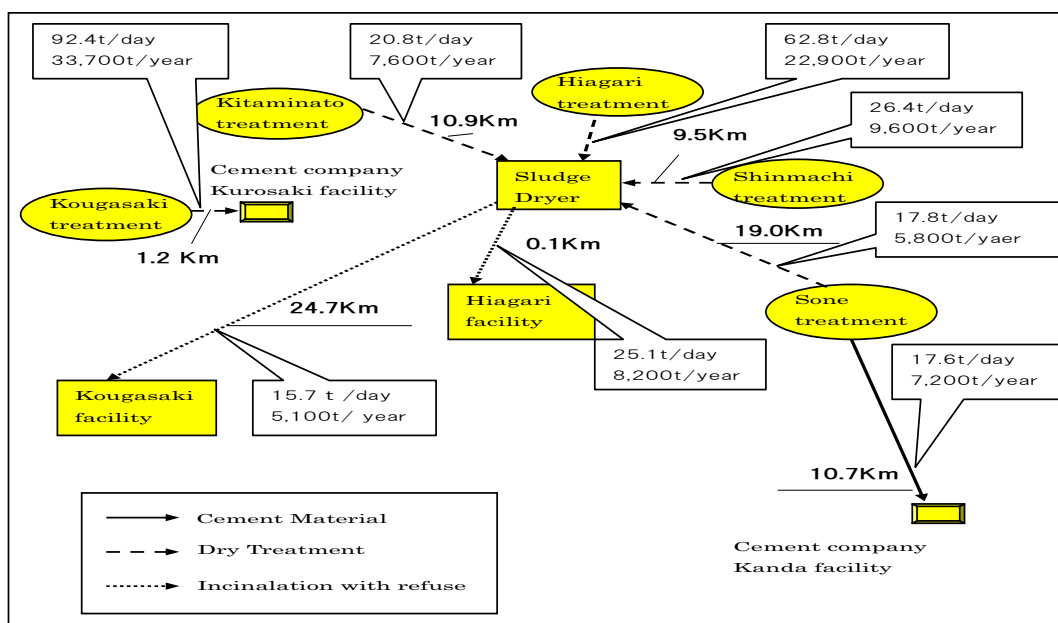 92.4t/day
33,700t/year
20.8t/day
7,600t/year
62.8t/day
22,900t/year
Kitaminato
treatment
10.9Km
Hiagari
treatment
26.4t/day
9,600t/year
9.5Km
Cement company
Kurosaki facility
Sludge
Dryer
Shinmachi
treatment
Kougasaki
treatment
1.2 Km
17.8t/day
5,800t/yaer
19.0Km
0.1Km
Hiagari
facility
Sone
treatment
24.7Km
25.1t/day
8,200t/year
17.6t/day
7,200t/year
Kougasaki
facility
15.7 t /day
5,100t/ year
10.7Km
Cement Material
Dry Treatment
Incinalation with refuse
Cement company
Kanda facility